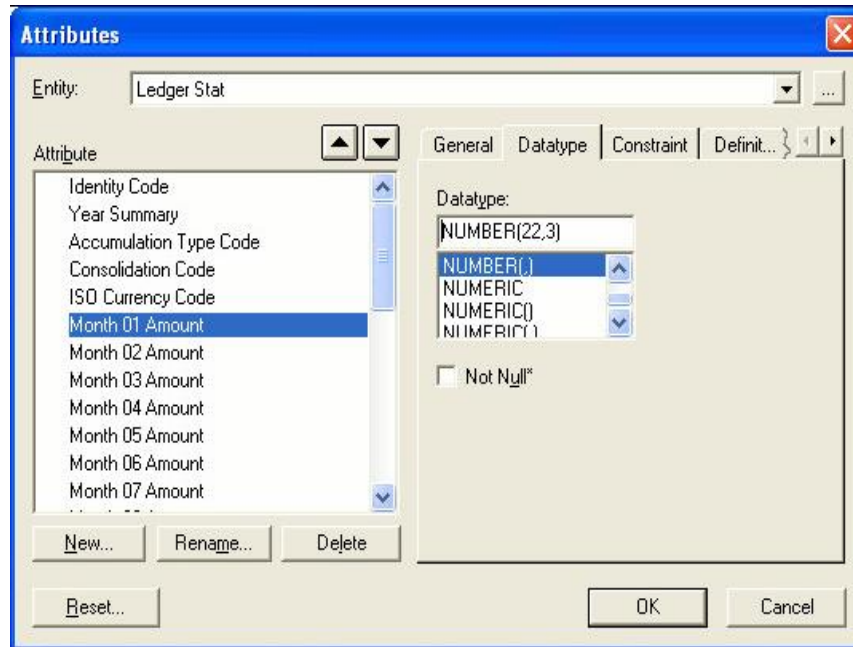 Attributes
Entity:
Ledger Stat
...
Attribute
Identity Code
Year Summary
Accumulation Type Code
Consolidation Code
ISO Currency Code
Month 01 Amount
Month 02 Amount
Month 03 Amount
Month 04 Amount
Month 05 Amount
Month 06 Amount
Month 07 Amount
New...
Rename...
Delete
General
Datatype
Constraint
Definit...
Datatype:
NUMBER(22,3)
NUMBER(,)
NUMERIC
NUMERIC()
NUMERIC(,)
Not Null*
Reset...
OK
Cancel